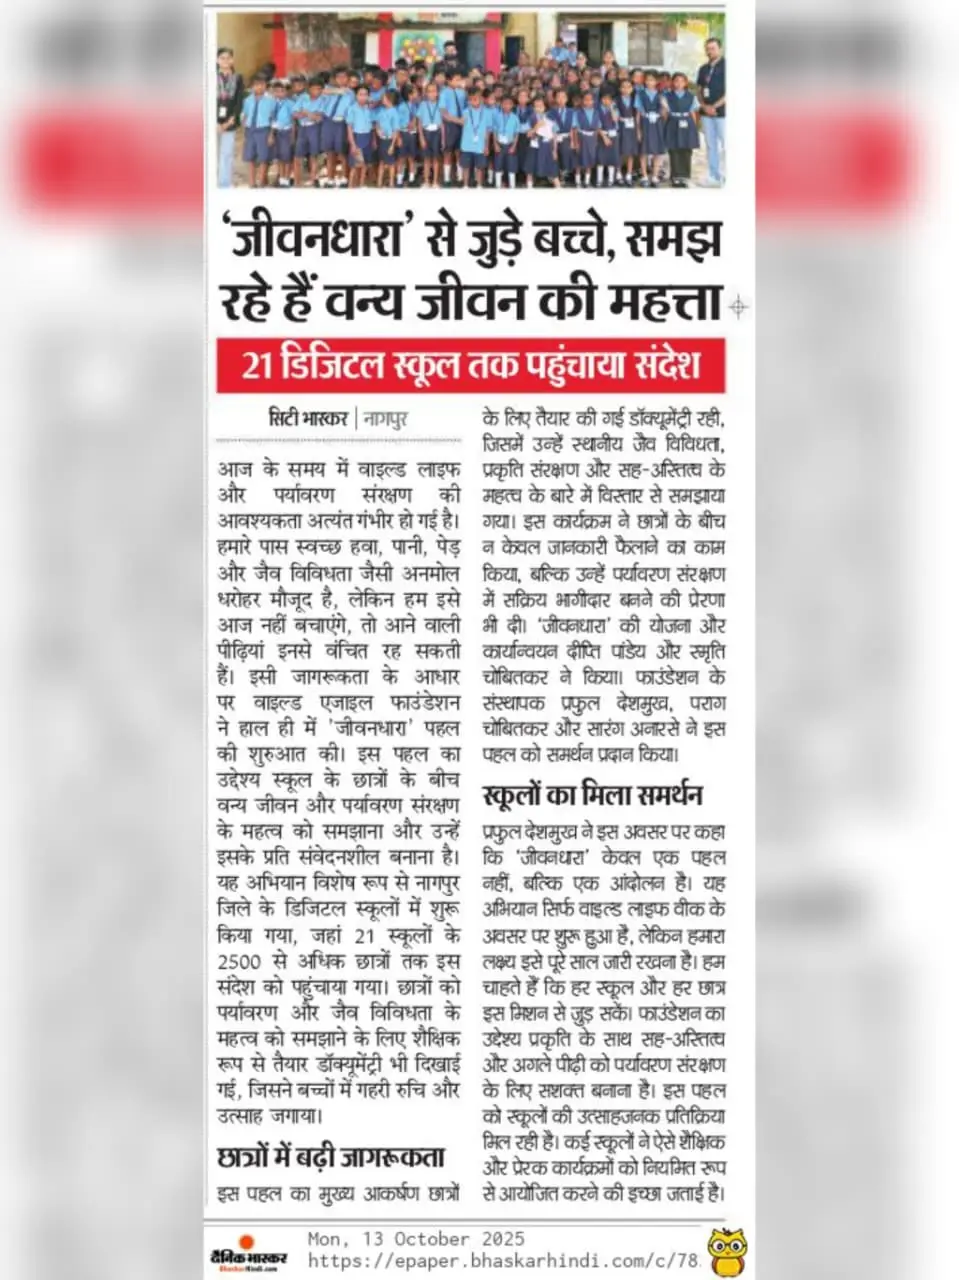 ‘जीवनधारा’ से जुड़े बच्चे, समझ
रहे हैं वन्य जीवन की महत्ता
21 डिजिटल स्कूल तक पहुंचाया संदेश
सिटी भास्कर | नागपुर
आज के समय में वाइल्ड लाइफ
और पर्यावरण संरक्षण की
आवश्यकता अत्यंत गंभीर हो गई है।
हमारे पास स्वच्छ हवा, पानी, पेड़
और जैव विविधता जैसी अनमोल
धरोहर मौजूद है, लेकिन हम इसे
आज नहीं बचाएंगे, तो आने वाली
पीढ़ियां इनसे वंचित रह सकती
हैं। इसी जागरूकता के आधार
पर वाइल्ड एजाइल फाउंडेशन
ने हाल ही में 'जीवनधारा' पहल
की शुरुआत की। इस पहल का
उद्देश्य स्कूल के छात्रों के बीच
वन्य जीवन और पर्यावरण संरक्षण
के महत्व को समझाना और उन्हें
इसके प्रति संवेदनशील बनाना है।
यह अभियान विशेष रूप से नागपुर
जिले के डिजिटल स्कूलों में शुरू
किया गया, जहां 21 स्कूलों के
2500 से अधिक छात्रों तक इस
संदेश को पहुंचाया गया। छात्रों को
पर्यावरण और जैव विविधता के
महत्व को समझाने के लिए शैक्षिक
रूप से तैयार डॉक्यूमेंट्री भी दिखाई
गई, जिसने बच्चों में गहरी रुचि और
उत्साह जगाया।
छात्रों में बढ़ी जागरूकता
इस पहल का मुख्य आकर्षण छात्रों
के लिए तैयार की गई डॉक्यूमेंट्री रही,
जिसमें उन्हें स्थानीय जैव विविधता,
प्रकृति संरक्षण और सह-अस्तित्व के
महत्व के बारे में विस्तार से समझाया
गया। इस कार्यक्रम ने छात्रों के बीच
न केवल जानकारी फैलाने का काम
किया, बल्कि उन्हें पर्यावरण संरक्षण
में सक्रिय भागीदार बनने की प्रेरणा
भी दी। ‘जीवनधारा’ की योजना और
कार्यान्वयन दीप्ति पांडेय और स्मृति
चोबितकर ने किया। फाउंडेशन के
संस्थापक प्रफुल देशमुख, पराग
चोबितकर और सारंग अनारसे ने इस
पहल को समर्थन प्रदान किया।
स्कूलों का मिला समर्थन
प्रफुल देशमुख ने इस अवसर पर कहा
कि ‘जीवनधारा’ केवल एक पहल
नहीं, बल्कि एक आंदोलन है। यह
अभियान सिर्फ वाइल्ड लाइफ वीक के
अवसर पर शुरू हुआ है, लेकिन हमारा
लक्ष्य इसे पूरे साल जारी रखना है। हम
चाहते हैं कि हर स्कूल और हर छात्र
इस मिशन से जुड़ सकें। फाउंडेशन का
उद्देश्य प्रकृति के साथ सह-अस्तित्व
और अगले पीढ़ी को पर्यावरण संरक्षण
के लिए सशक्त बनाना है। इस पहल
को स्कूलों की उत्साहजनक प्रतिक्रिया
मिल रही है। कई स्कूलों ने ऐसे शैक्षिक
और प्रेरक कार्यक्रमों को नियमित रूप
से आयोजित करने की इच्छा जताई है।
दैनिक भास्कर
BhaskarHindi.com
Mon, 13 October 2025
https://epaper.bhaskarhindi.com/c/78